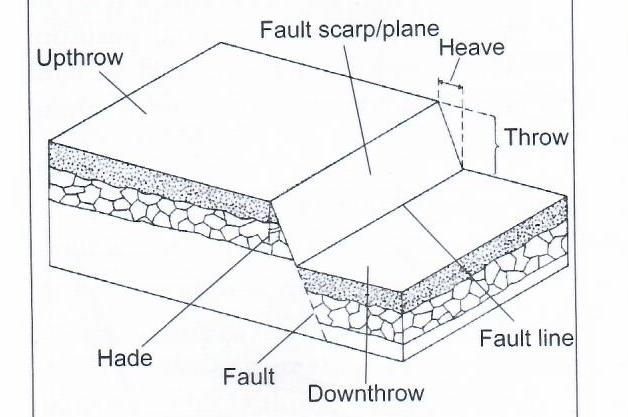 Fault scarp/plane
Heave
Upthrow
Throw
Hade
Fault
Downthrow
Fault line